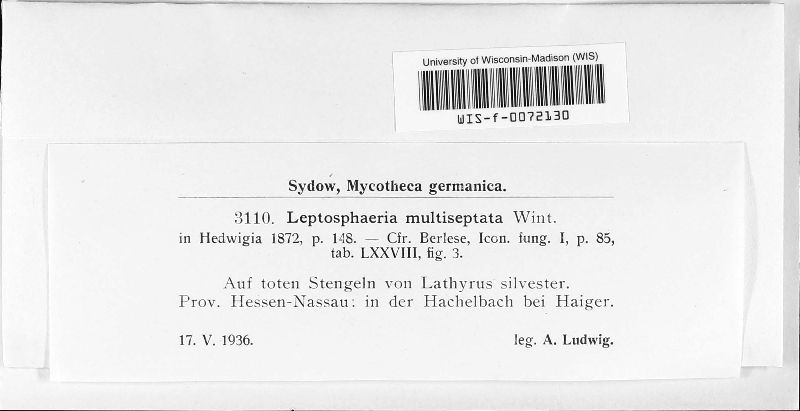 University of Wisconsin-Madison (WIS)
WIS-f-0072130
Sydow, Mycotheca germanica.
3110. Leptosphaeria multiseptata Wint.
in Hedwigia 1872, p. 148. — Cfr. Berlese, Icon. fung. I, p. 85,
tab. LXXVIII, fig. 3.
Auf toten Stengeln von Lathyrus silvester.
Prov. Hessen-Nassau: in der Hachelbach bei Haiger.
17. V. 1936. leg. A. Ludwig.